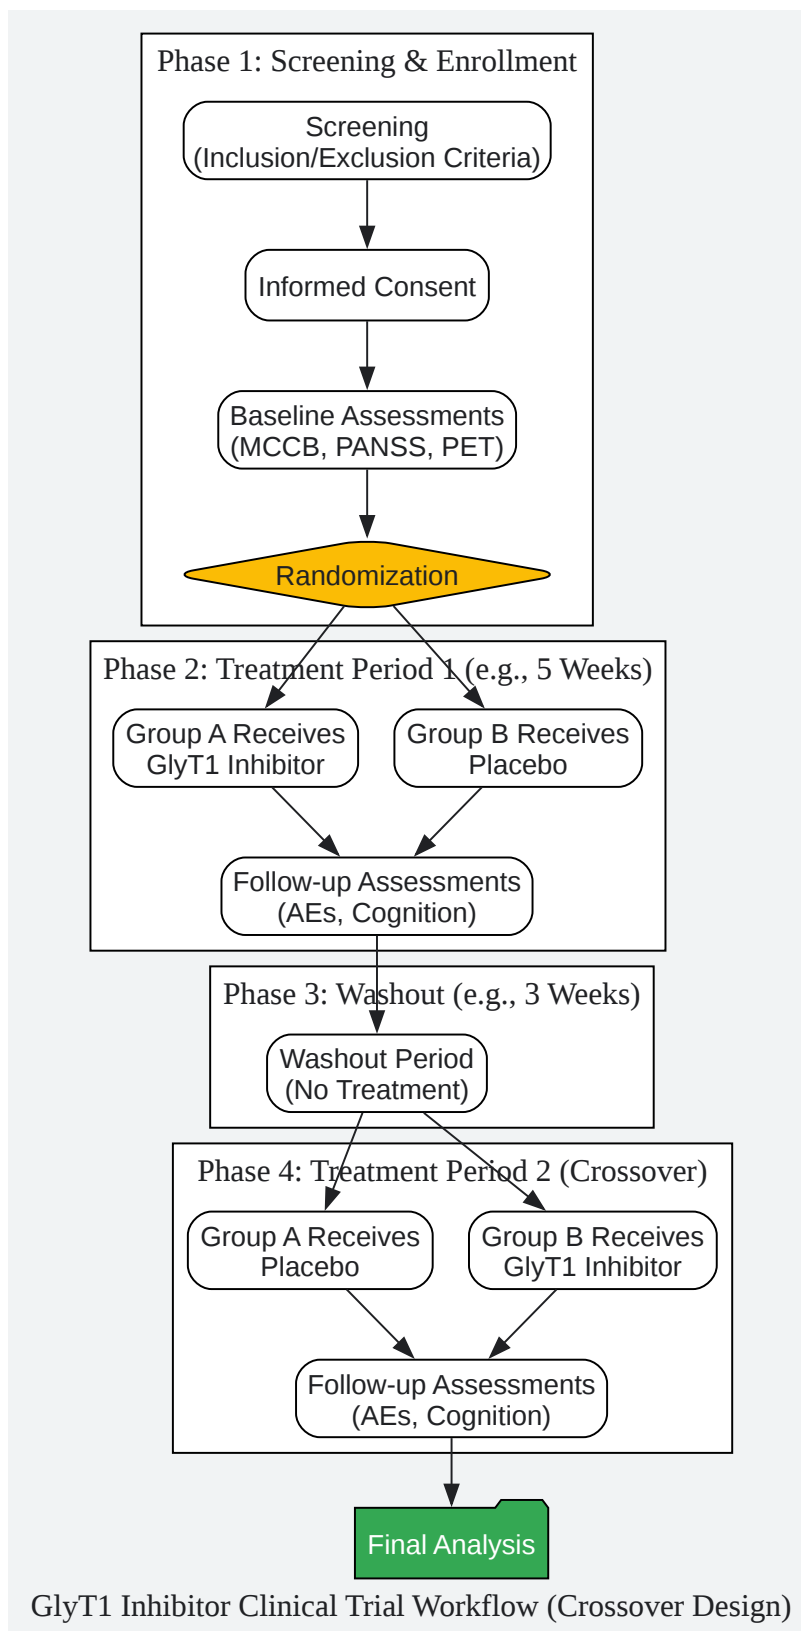 Phase 1: Screening & Enrollment
Screening
(Inclusion/Exclusion Criteria)
Informed Consent
Baseline Assessments
(MCCB, PANSS, PET)
Randomization
Phase 2: Treatment Period 1 (e.g., 5 Weeks)
Group A Receives
GlyT1 Inhibitor
Group B Receives
Placebo
Follow-up Assessments
(AEs, Cognition)
Phase 3: Washout (e.g., 3 Weeks)
Washout Period
(No Treatment)
Phase 4: Treatment Period 2 (Crossover)
Group A Receives
Placebo
Group B Receives
GlyT1 Inhibitor
Follow-up Assessments
(AEs, Cognition)
Final Analysis
GlyT1 Inhibitor Clinical Trial Workflow (Crossover Design)